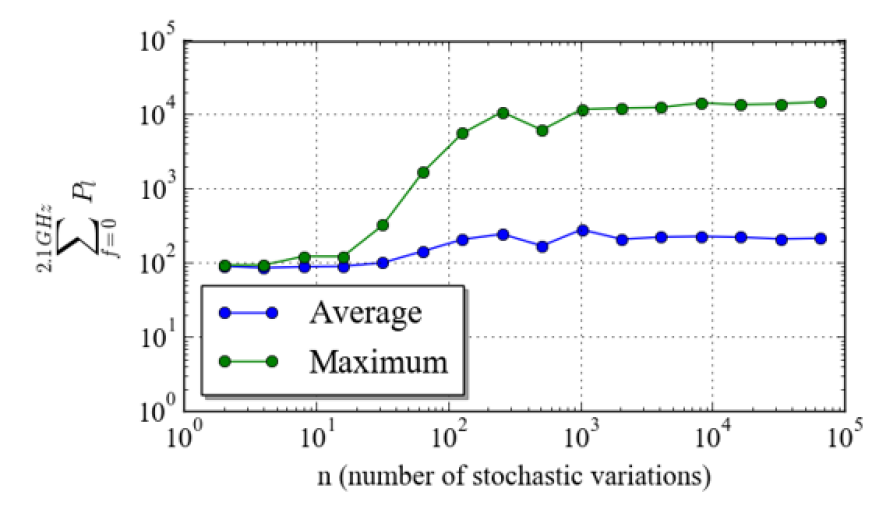 10^5
10^4
10^3
10^2
10^1
10^0
2.1GHz
∑ P_l
f=0
Average
Maximum
10^0 10^1 10^2 10^3 10^4 10^5
n (number of stochastic variations)